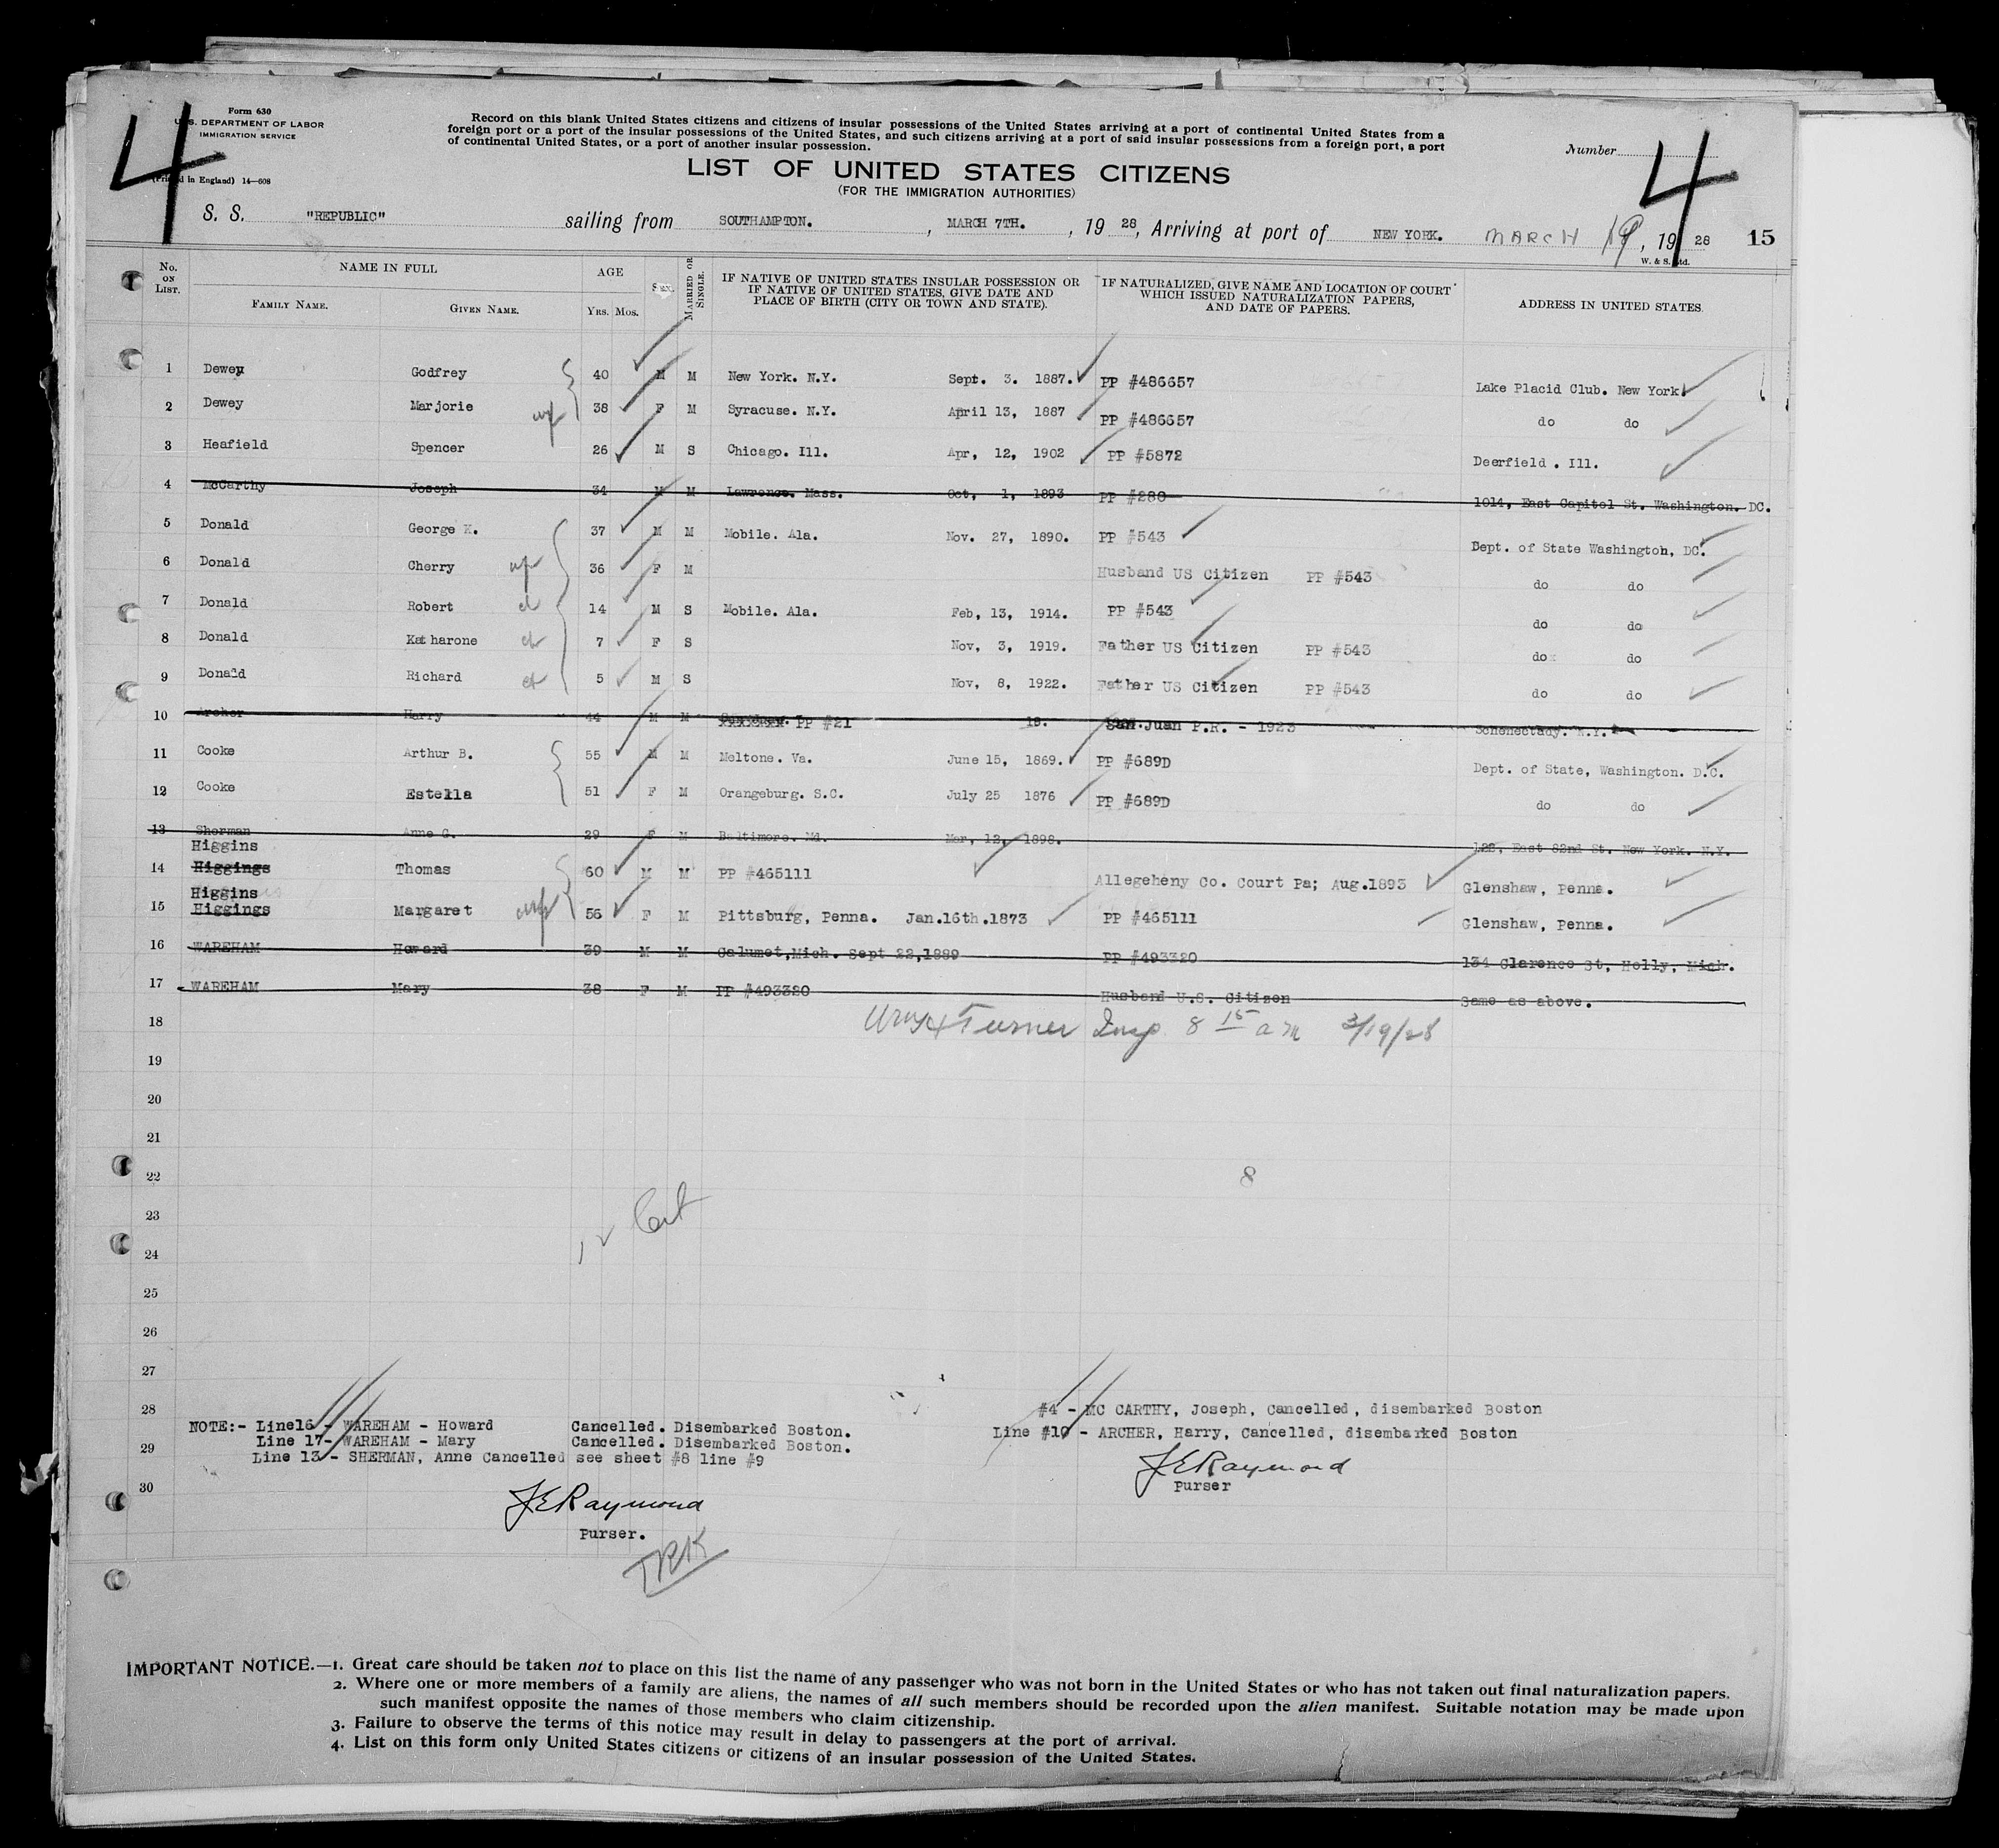 4
Form 630
U.S. DEPARTMENT OF LABOR
IMMIGRATION SERVICE
(Printed in England) 14—608
Record on this blank United States citizens and citizens of insular possessions of the United States arriving at a port of continental United States from a
foreign port or a port of the insular possessions of the United States, and such citizens arriving at a port of said insular possessions from a foreign port, a port
of continental United States, or a port of another insular possession.
Number
4
LIST OF UNITED STATES CITIZENS
(FOR THE IMMIGRATION AUTHORITIES)
S. S. "REPUBLIC" sailing from SOUTHAMPTON. , MARCH 7TH. , 19 28, Arriving at port of NEW YORK. MARCH 19, 19 28 15
W. & S. Ltd.
No. ON LIST. NAME IN FULL AGE Sex. MARRIED OR SINGLE. IF NATIVE OF UNITED STATES INSULAR POSSESSION OR IF NATIVE OF UNITED STATES, GIVE DATE AND PLACE OF BIRTH (CITY OR TOWN AND STATE). IF NATURALIZED, GIVE NAME AND LOCATION OF COURT WHICH ISSUED NATURALIZATION PAPERS, AND DATE OF PAPERS. ADDRESS IN UNITED STATES.
FAMILY NAME. GIVEN NAME. YRS. MOS.
1 Dewey Godfrey 40 M M New York. N.Y. Sept. 3. 1887. PP #486657 Lake Placid Club. New York
2 Dewey Marjorie wf 38 F M Syracuse. N.Y. April 13, 1887 PP #486657 do do
3 Heafield Spencer 26 M S Chicago. Ill. Apr, 12, 1902 PP #5872 Deerfield . Ill.
4 McCarthy Joseph 34 M M Lawrence. Mass. Oct, 1, 1893 PP #280 1014, East Capitol St. Washington. DC.
5 Donald George K. 37 M M Mobile. Ala. Nov. 27, 1890. PP #543 Dept. of State Washington, DC.
6 Donald Cherry wf 36 F M Husband US Citizen PP #543 do do
7 Donald Robert 14 M S Mobile. Ala. Feb, 13, 1914. PP #543 do do
8 Donald Katharone 7 F S Nov, 3, 1919. Father US Citizen PP #543 do do
9 Donald Richard 5 M S Nov, 8, 1922. Father US Citizen PP #543 do do
10 Archer Harry 44 M M PP #21 18. San.Juan P.R. - 1923 Schenectady. N.Y.
11 Cooke Arthur B. 55 M M Meltone. Va. June 15, 1869. PP #689D Dept. of State, Washington. D.C.
12 Cooke Estella 51 F M Orangeburg. S.C. July 25 1876 PP #689D do do
13 Sherman Anne G. 29 F M Baltimore. Md. Mar, 12, 1898. 122, East 82nd St. New York. N.Y.
Higgins
14 Higgings Thomas 60 M M PP #465111 Allegeheny Co. Court Pa; Aug.1893 Glenshaw, Penna.
Higgins
15 Higgings Margaret wf 56 F M Pittsburg, Penna. Jan.16th.1873 PP #465111 Glenshaw, Penna.
16 WAREHAM Howard 39 M M Calumet,Mich. Sept 22,1889 PP #493320 134 Clarence St, Holly, Mich.
17 WAREHAM Mary 38 F M PP #493320 Husband U.S. Citizen Same as above.
18 Turner Insp 8 15 am 3/19/28
19
20
21
22 8
23
24
25
26
27
28
29
30
NOTE:- Line16 - WAREHAM - Howard Cancelled. Disembarked Boston.
Line 17- WAREHAM - Mary Cancelled. Disembarked Boston.
Line 13 - SHERMAN, Anne Cancelled see sheet #8 line #9
JERaymond
Purser.
#4 - MC CARTHY, Joseph, Cancelled, disembarked Boston
Line #10 - ARCHER, Harry, Cancelled, disembarked Boston
JERaymond
Purser
IMPORTANT NOTICE.—1. Great care should be taken not to place on this list the name of any passenger who was not born in the United States or who has not taken out final naturalization papers.
2. Where one or more members of a family are aliens, the names of all such members should be recorded upon the alien manifest. Suitable notation may be made upon
such manifest opposite the names of those members who claim citizenship.
3. Failure to observe the terms of this notice may result in delay to passengers at the port of arrival.
4. List on this form only United States citizens or citizens of an insular possession of the United States.